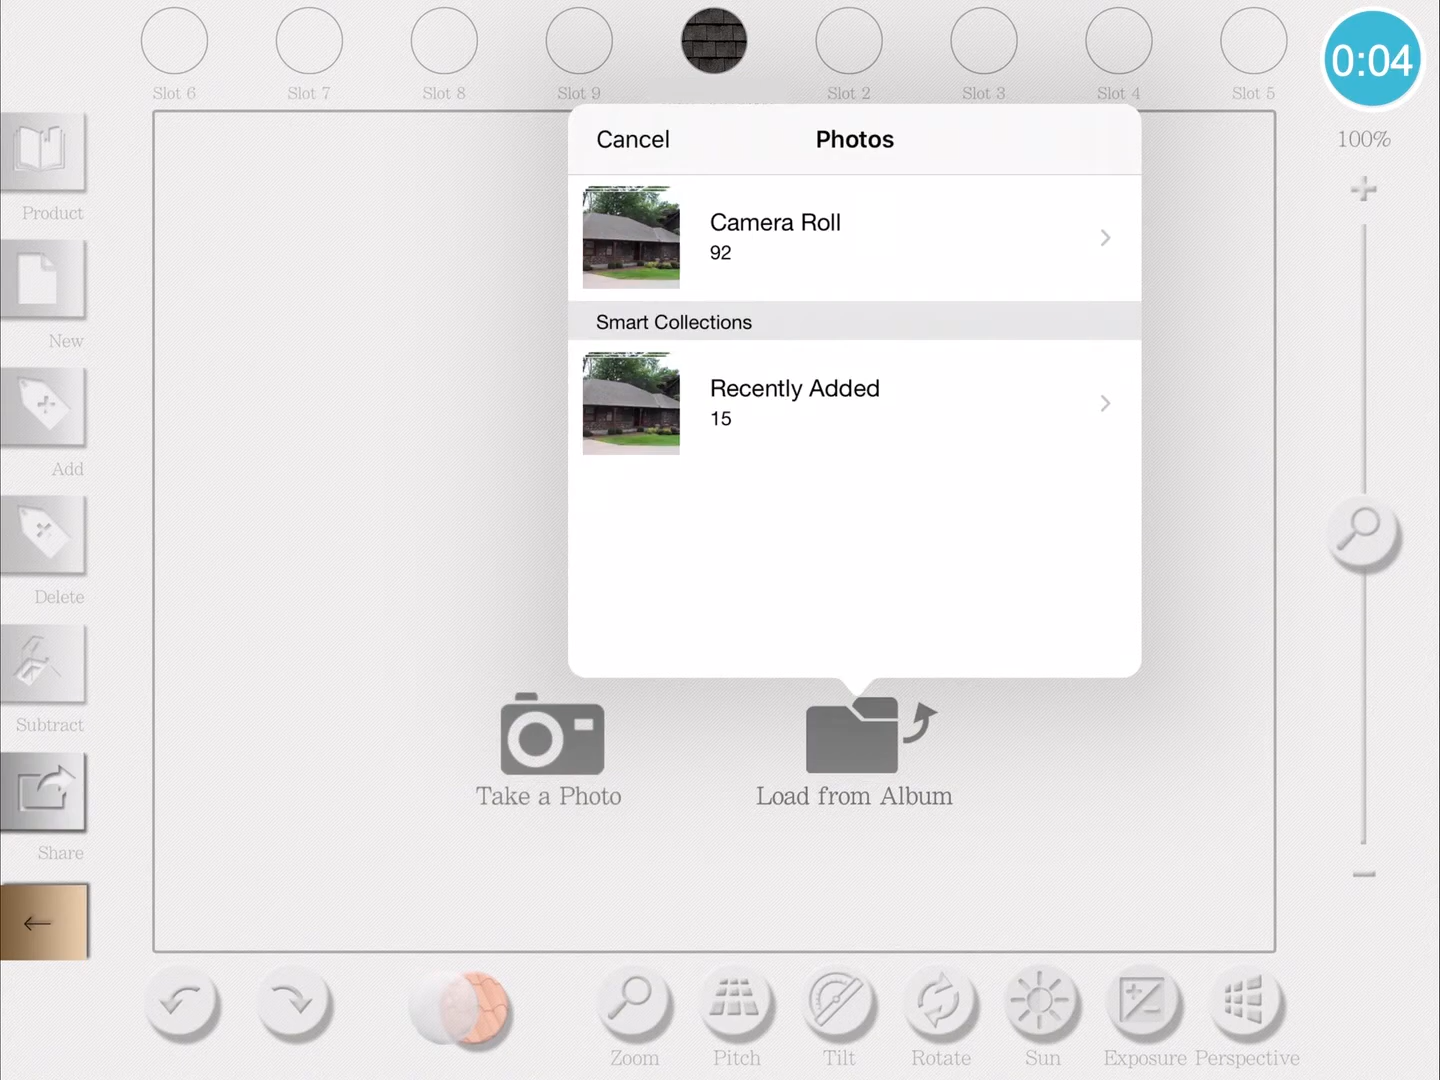 Slot 6
Slot 7
Slot 8
Slot 9
Slot 2
Slot 3
Slot 4
Slot 5
0:04
100%
Cancel
Photos
Camera Roll
92
Smart Collections
Recently Added
15
Product
New
Add
Delete
Subtract
Share
Take a Photo
Load from Album
Zoom
Pitch
Tilt
Rotate
Sun
Exposure
Perspective